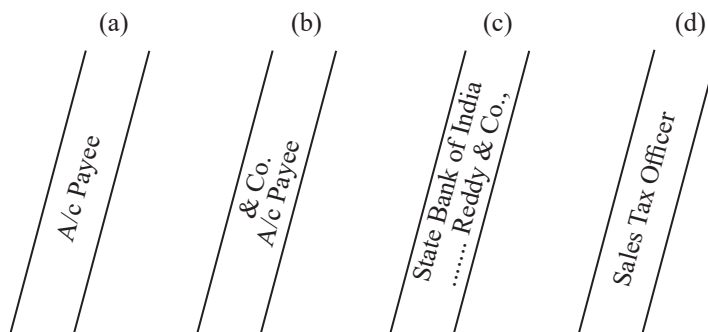 (a)
(b)
(c)
(d)
A/c Payee
& Co.
A/c Payee
State Bank of India
........ Reddy & Co.,
Sales Tax Officer